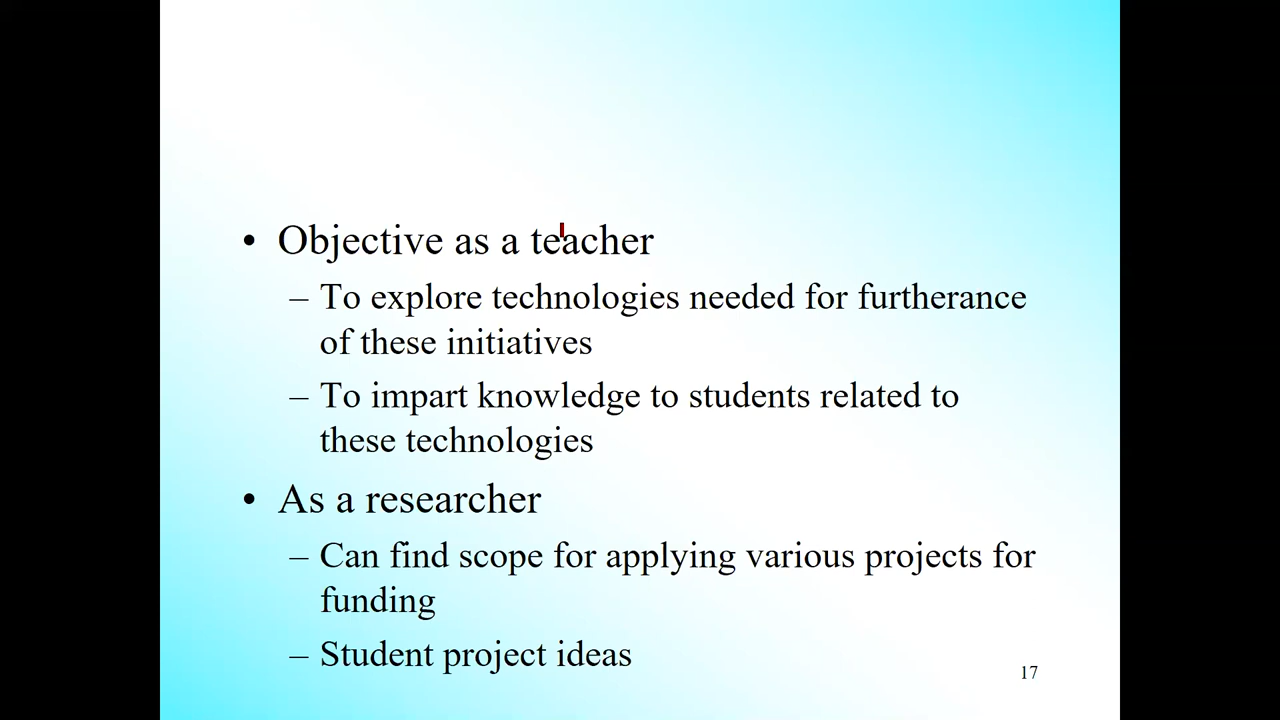 • Objective as a teacher
– To explore technologies needed for furtherance
of these initiatives
– To impart knowledge to students related to
these technologies
• As a researcher
– Can find scope for applying various projects for
funding
– Student project ideas
17